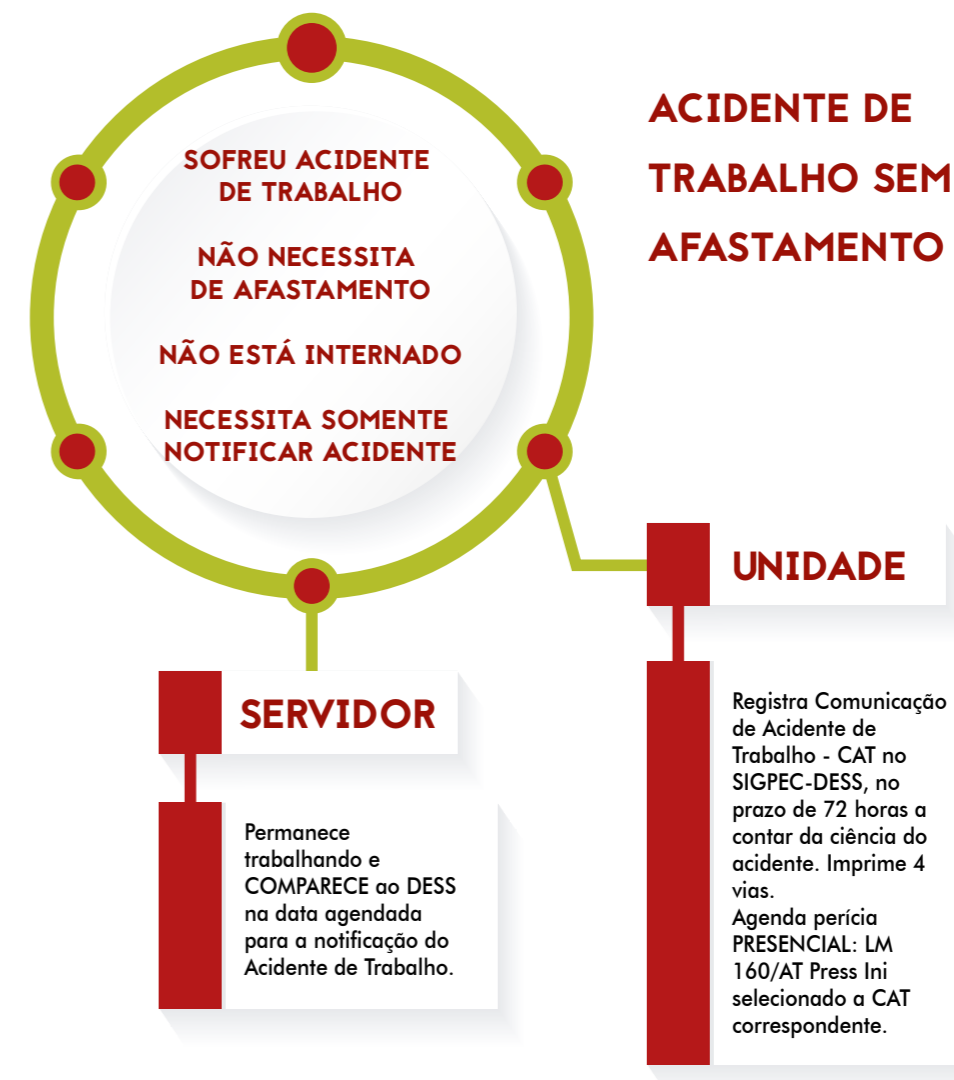 ACIDENTE DE
TRABALHO SEM
AFASTAMENTO
SOFREU ACIDENTE
DE TRABALHO
NÃO NECESSITA
DE AFASTAMENTO
NÃO ESTÁ INTERNADO
NECESSITA SOMENTE
NOTIFICAR ACIDENTE
SERVIDOR
Permanece
trabalhando e
COMPARECE ao DESS
na data agendada
para a notificação do
Acidente de Trabalho.
UNIDADE
Registra Comunicação
de Acidente de
Trabalho - CAT no
SIGPEC-DESS, no
prazo de 72 horas a
contar da ciência do
acidente. Imprime 4
vias.
Agenda perícia
PRESENCIAL: LM
160/AT Press Ini
selecionado a CAT
correspondente.